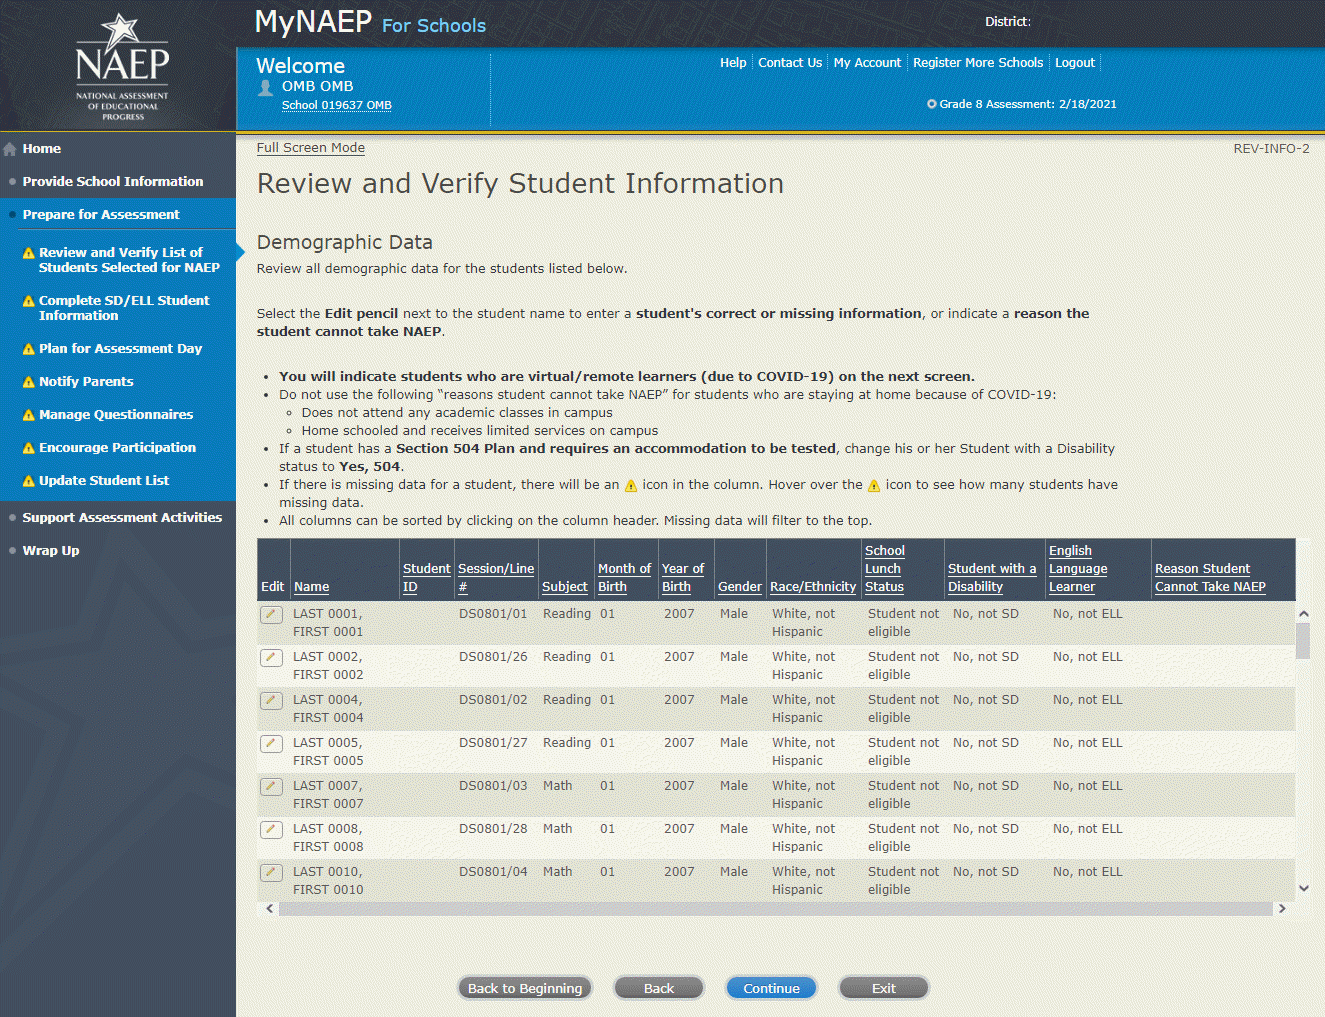 NAEP
NATIONAL ASSESSMENT
OF EDUCATIONAL
PROGRESS
MyNAEP For Schools
District:
Welcome
OMB OMB
School 019637 OMB
Help Contact Us My Account Register More Schools Logout
Grade 8 Assessment: 2/18/2021
Home
Provide School Information
Prepare for Assessment
Review and Verify List of
Students Selected for NAEP
Complete SD/ELL Student
Information
Plan for Assessment Day
Notify Parents
Manage Questionnaires
Encourage Participation
Update Student List
Support Assessment Activities
Wrap Up
Full Screen Mode
REV-INFO-2
Review and Verify Student Information
Demographic Data
Review all demographic data for the students listed below.
Select the Edit pencil next to the student name to enter a student's correct or missing information, or indicate a reason the
student cannot take NAEP.
• You will indicate students who are virtual/remote learners (due to COVID-19) on the next screen.
• Do not use the following “reasons student cannot take NAEP” for students who are staying at home because of COVID-19:
◦ Does not attend any academic classes in campus
◦ Home schooled and receives limited services on campus
• If a student has a Section 504 Plan and requires an accommodation to be tested, change his or her Student with a Disability
status to Yes, 504.
• If there is missing data for a student, there will be an icon in the column. Hover over the icon to see how many students have
missing data.
• All columns can be sorted by clicking on the column header. Missing data will filter to the top.
School English
Student Session/Line Month of Year of Lunch Student with a Language Reason Student
Edit Name ID # Subject Birth Birth Gender Race/Ethnicity Status Disability Learner Cannot Take NAEP
LAST 0001, DS0801/01 Reading 01 2007 Male White, not Student not No, not SD No, not ELL
FIRST 0001 Hispanic eligible
LAST 0002, DS0801/26 Reading 01 2007 Male White, not Student not No, not SD No, not ELL
FIRST 0002 Hispanic eligible
LAST 0004, DS0801/02 Reading 01 2007 Male White, not Student not No, not SD No, not ELL
FIRST 0004 Hispanic eligible
LAST 0005, DS0801/27 Reading 01 2007 Male White, not Student not No, not SD No, not ELL
FIRST 0005 Hispanic eligible
LAST 0007, DS0801/03 Math 01 2007 Male White, not Student not No, not SD No, not ELL
FIRST 0007 Hispanic eligible
LAST 0008, DS0801/28 Math 01 2007 Male White, not Student not No, not SD No, not ELL
FIRST 0008 Hispanic eligible
LAST 0010, DS0801/04 Math 01 2007 Male White, not Student not No, not SD No, not ELL
FIRST 0010 Hispanic eligible
Back to Beginning Back Continue Exit